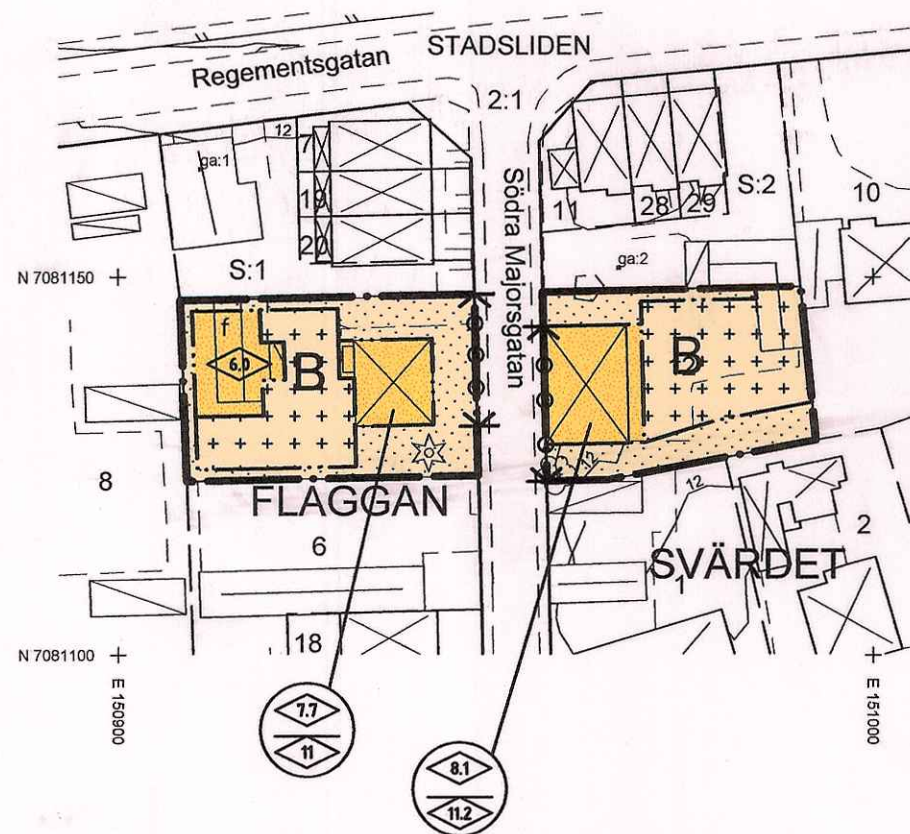 STADSLIDEN
Regementsgatan
2:1
12
7
ga:1
19
20
S:1
Södra Majorsgatan
11
28
29
S:2
10
ga:2
N 7081150
f
6.0
B
B
12
8
FLAGGAN
6
12
2
SVÄRDET
1
18
N 7081100
E 150900
E 151000
7.7
11
8.1
11.2